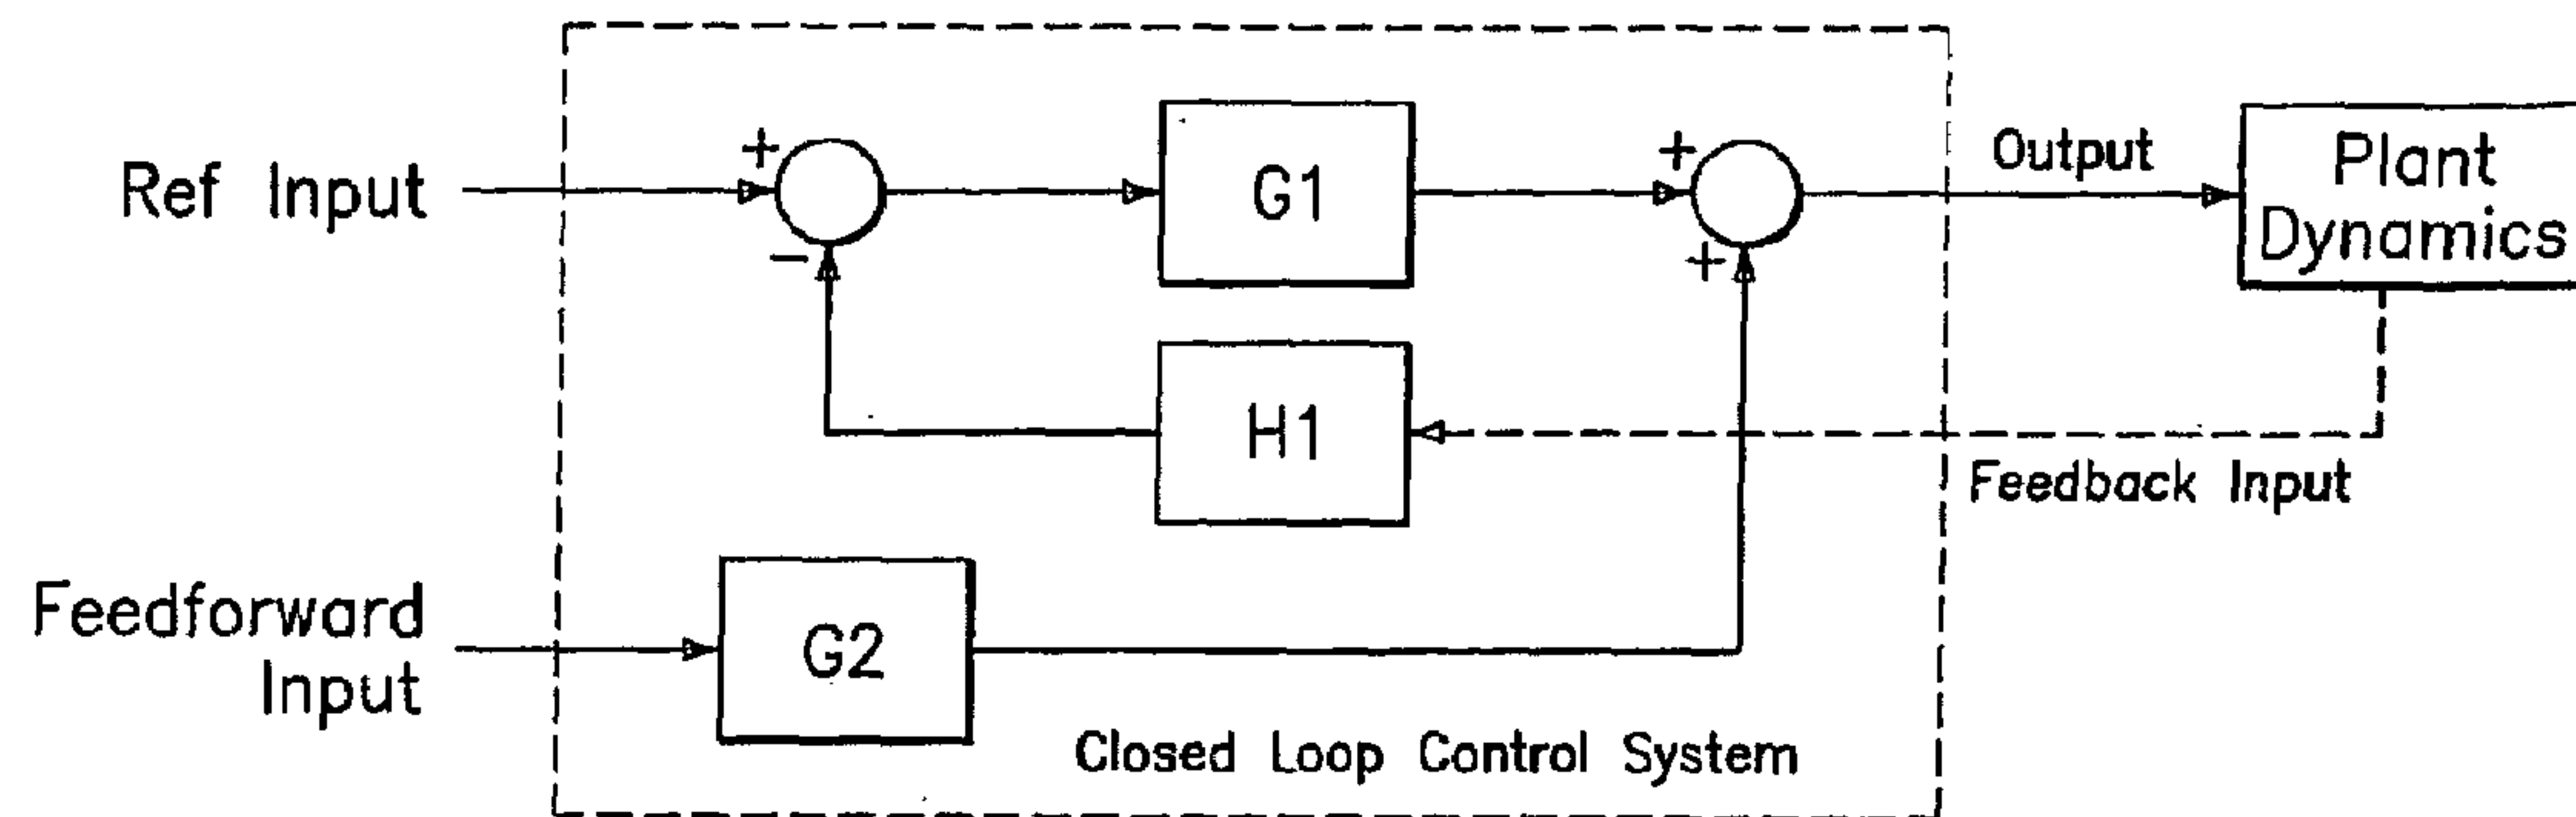 Ref Input
+
-
G1
+
+
Output
Plant
Dynamics
H1
Feedback Input
Feedforward
Input
G2
Closed Loop Control System